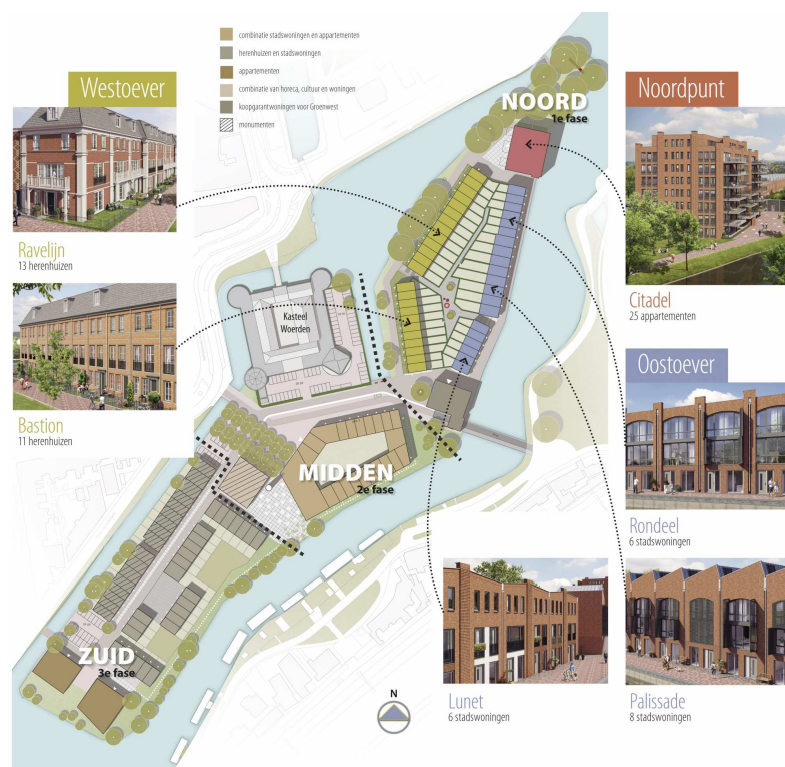 combinatie stadswoningen en appartementen
herenhuizen en stadswoningen
appartementen
combinatie van horeca, cultuur en woningen
koopgarantwoningen voor Groenwest
monumenten
Westoever
Ravelijn
13 herenhuizen
Bastion
11 herenhuizen
NOORD
1e fase
Kasteel
Woerden
MIDDEN
2e fase
ZUID
3e fase
N
Noordpunt
Citadel
25 appartementen
Oostoever
Rondeel
6 stadswoningen
Lunet
6 stadswoningen
Palissade
8 stadswoningen